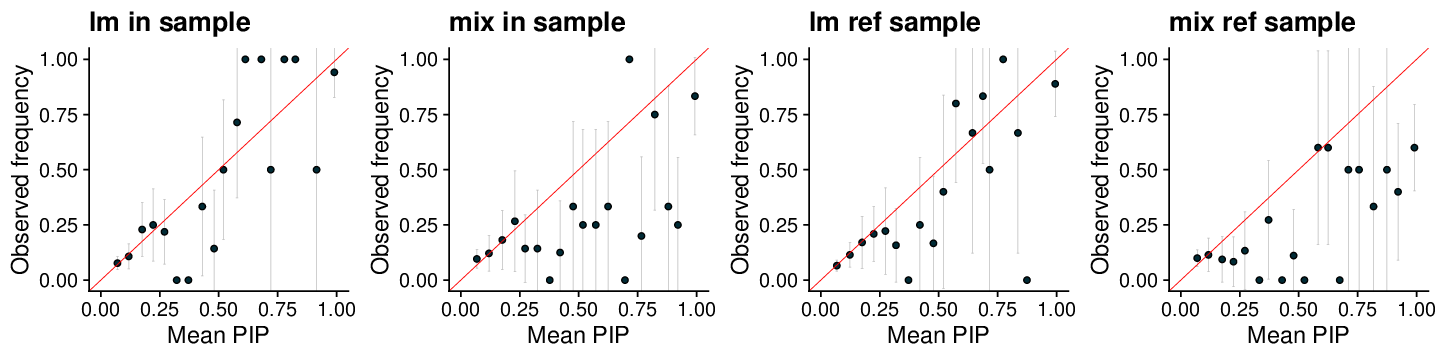 lm in sample
Observed frequency
1.00
0.75
0.50
0.25
0.00
0.00 0.25 0.50 0.75 1.00
Mean PIP
mix in sample
Observed frequency
1.00
0.75
0.50
0.25
0.00
0.00 0.25 0.50 0.75 1.00
Mean PIP
lm ref sample
Observed frequency
1.00
0.75
0.50
0.25
0.00
0.00 0.25 0.50 0.75 1.00
Mean PIP
mix ref sample
Observed frequency
1.00
0.75
0.50
0.25
0.00
0.00 0.25 0.50 0.75 1.00
Mean PIP